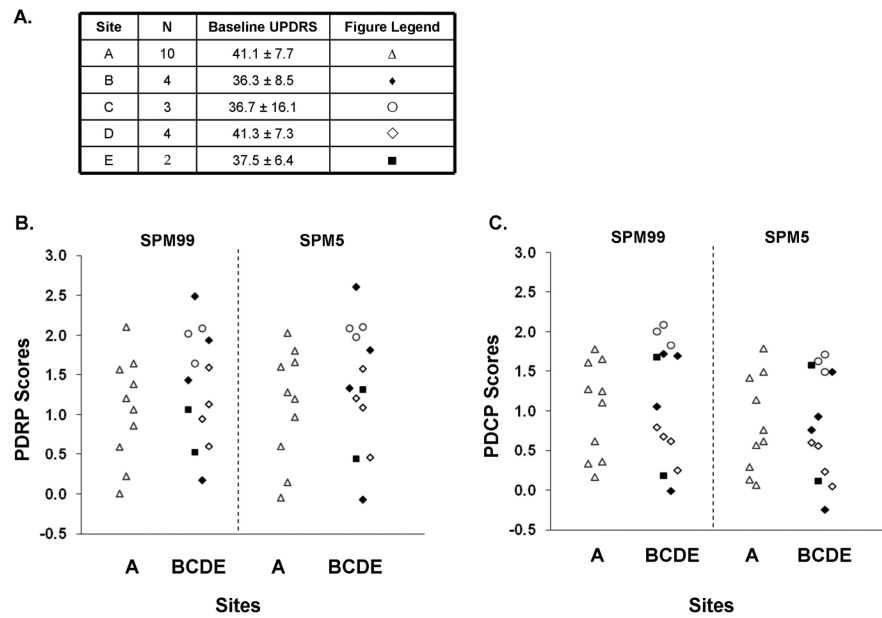 A.
Site N Baseline UPDRS Figure Legend
A 10 41.1 ± 7.7 Δ
B 4 36.3 ± 8.5 ◆
C 3 36.7 ± 16.1 ○
D 4 41.3 ± 7.3 ◇
E 2 37.5 ± 6.4 ■
B.
SPM99 SPM5
3.0
2.5
2.0
1.5
1.0
0.5
0.0
-0.5
PDRP Scores
A BCDE A BCDE
Sites
C.
SPM99 SPM5
3.0
2.5
2.0
1.5
1.0
0.5
0.0
-0.5
PDCP Scores
A BCDE A BCDE
Sites